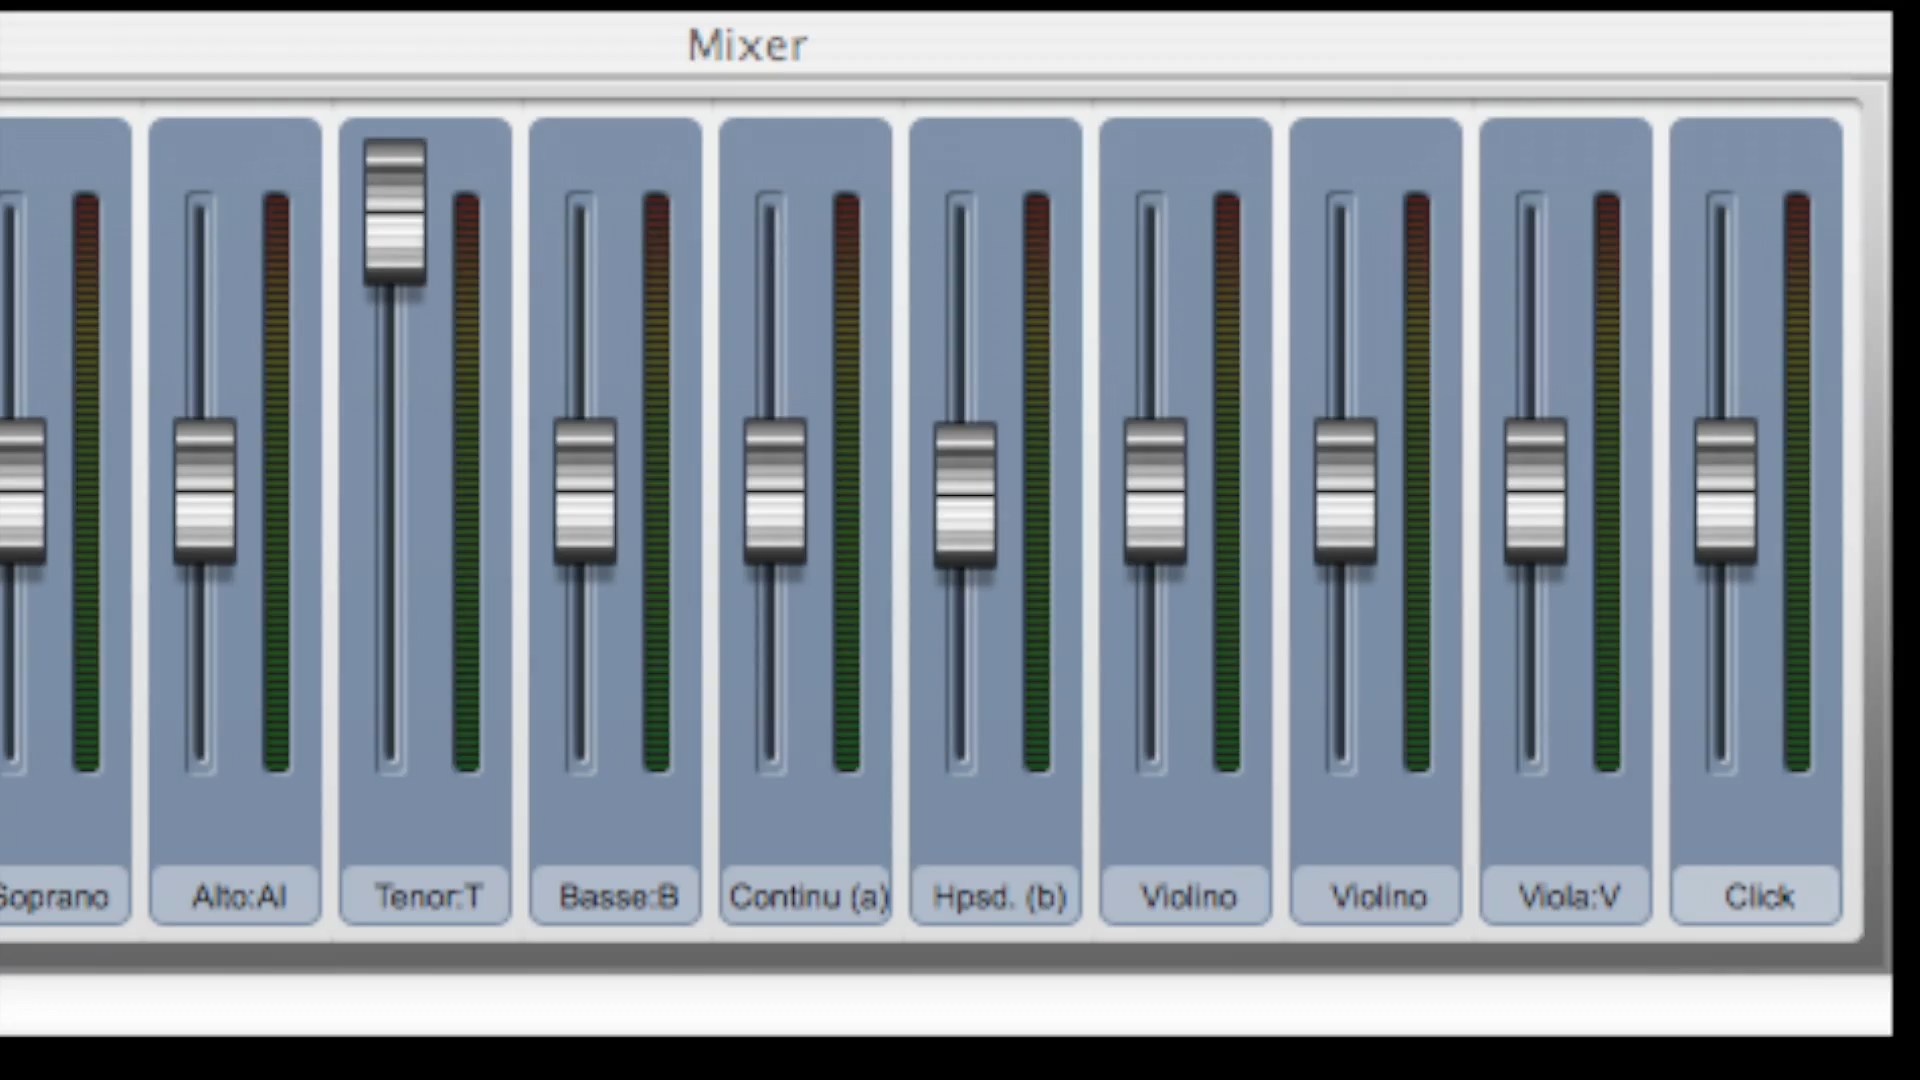 Mixer
Soprano
Alto:Al
Tenor:T
Basse:B
Continu (a)
Hpsd. (b)
Violino
Violino
Viola:V
Click